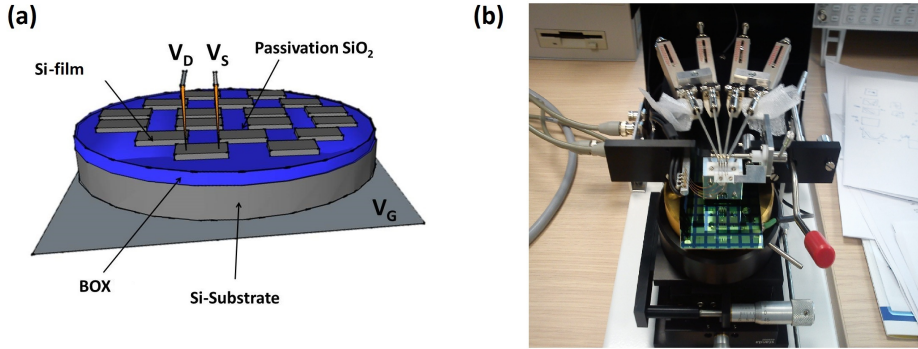 (a)
(b)
V_D V_S
Passivation SiO₂
Si-film
V_G
BOX
Si-Substrate